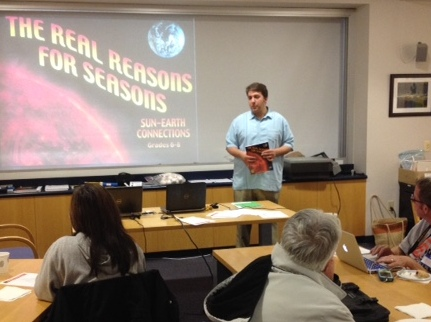 THE REAL REASONS
FOR SEASONS
SUN-EARTH
CONNECTIONS
Grades 6-8